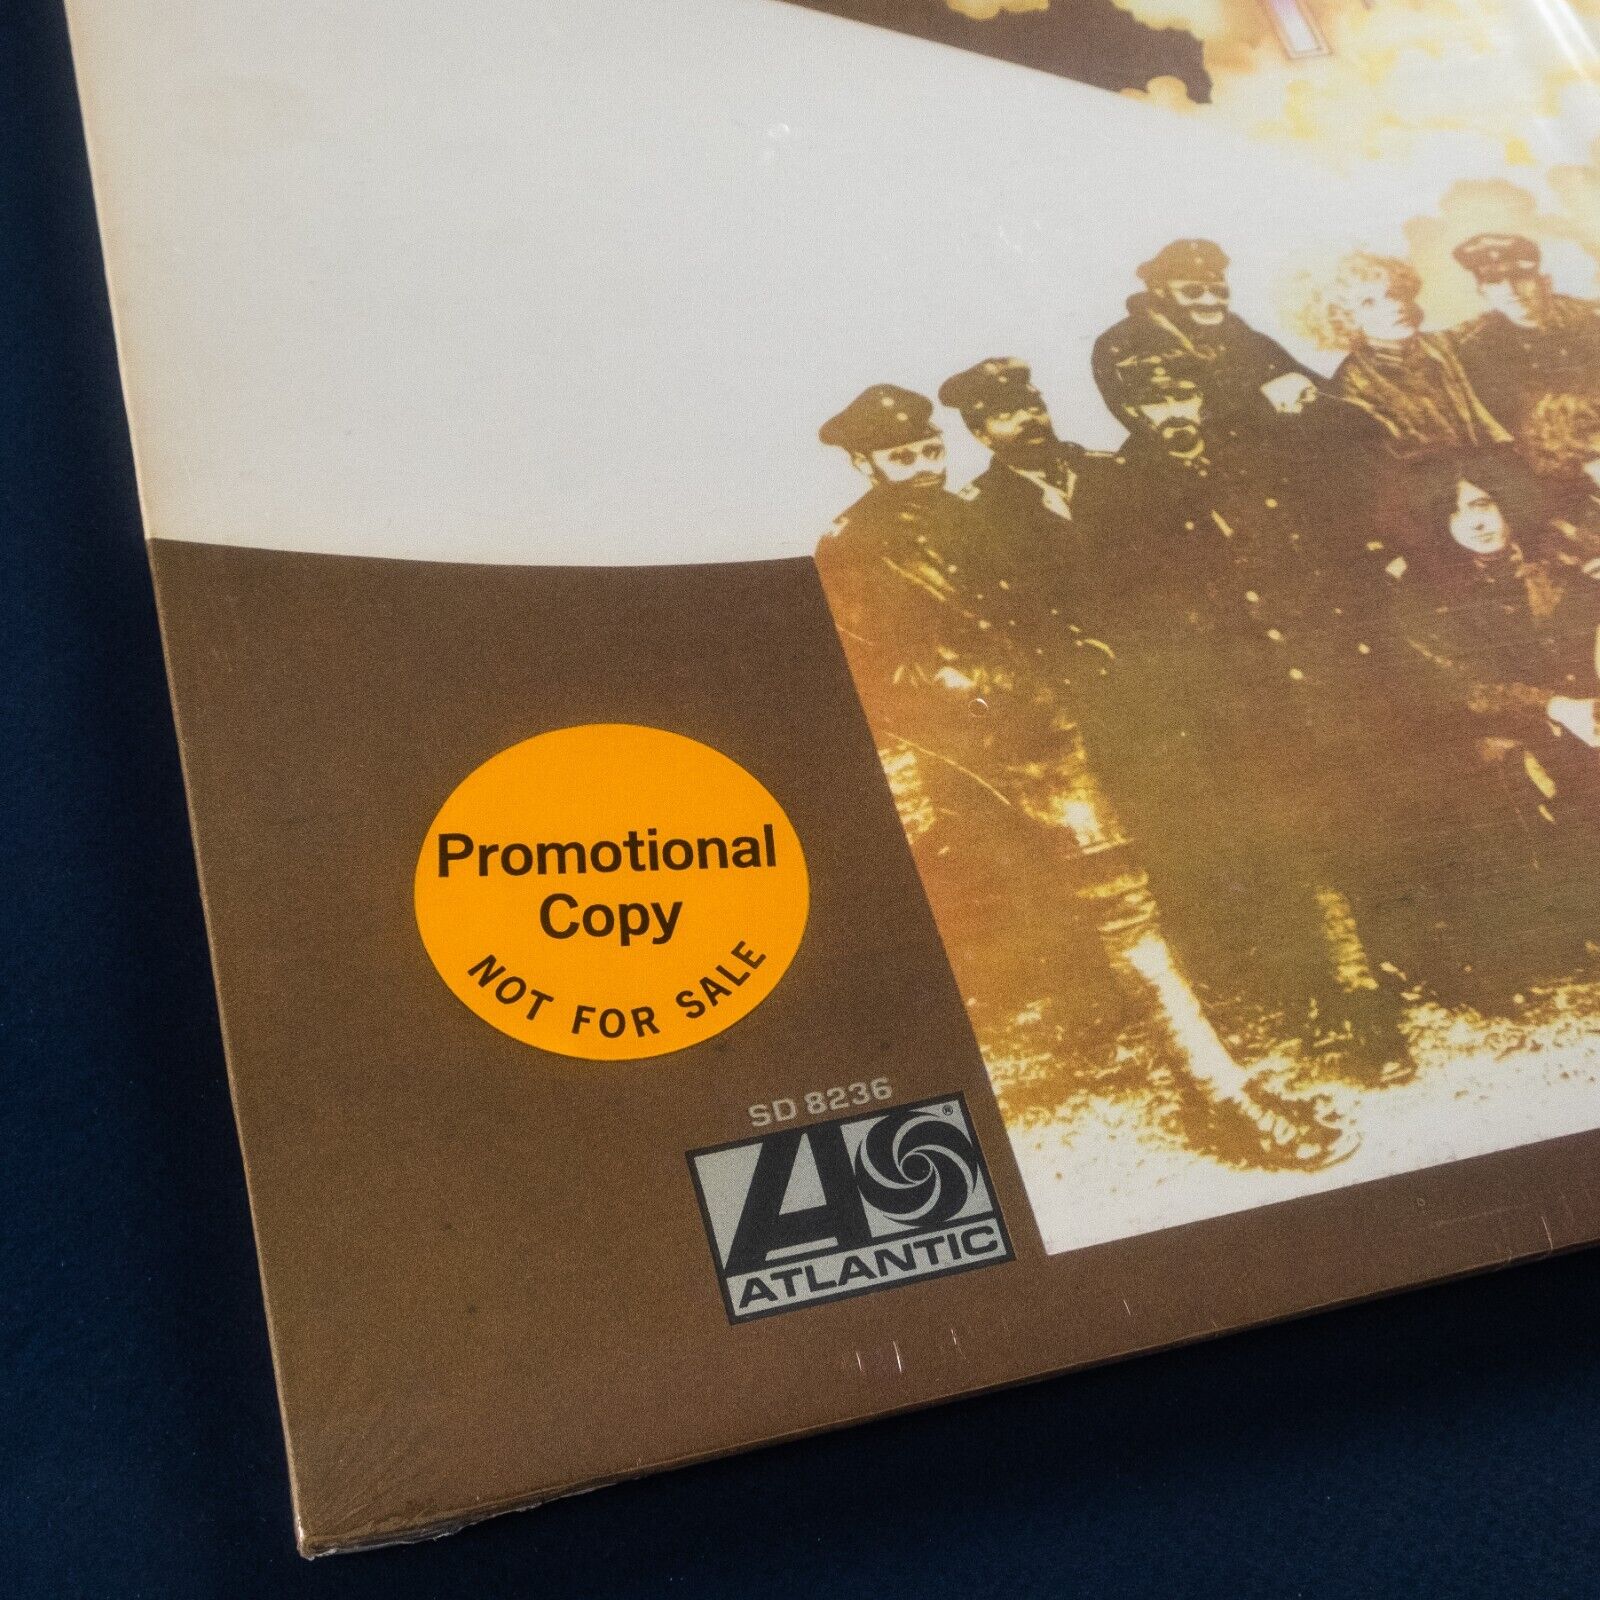 Promotional
Copy
NOT FOR SALE
SD 8236
®
ATLANTIC